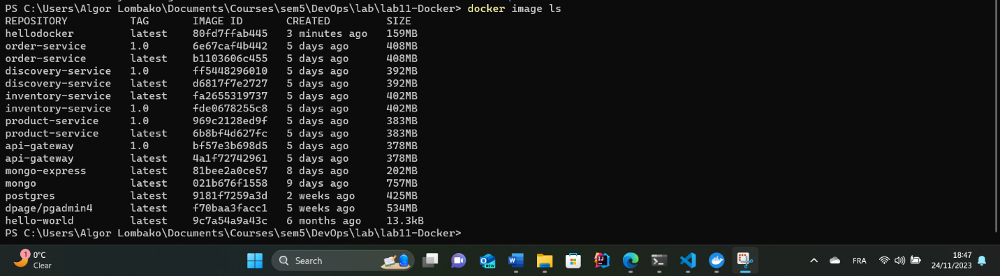 PS C:\Users\Algor Lombako\Documents\Courses\sem5\DevOps\lab\lab11-Docker> docker image ls
REPOSITORY TAG IMAGE ID CREATED SIZE
hellodocker latest 80fd7ffab445 3 minutes ago 159MB
order-service 1.0 6e67caf4b442 5 days ago 408MB
order-service latest b1103606c455 5 days ago 408MB
discovery-service 1.0 ff5448296010 5 days ago 392MB
discovery-service latest d6817f7e2727 5 days ago 392MB
inventory-service latest fa2655319737 5 days ago 402MB
inventory-service 1.0 fde0678255c8 5 days ago 402MB
product-service 1.0 969c2128ed9f 5 days ago 383MB
product-service latest 6b8bf4d627fc 5 days ago 383MB
api-gateway 1.0 bf57e3b698d5 5 days ago 378MB
api-gateway latest 4a1f72742961 5 days ago 378MB
mongo-express latest 81bee2a0ce57 8 days ago 202MB
mongo latest 021b676f1558 9 days ago 757MB
postgres latest 9181f7259a3d 2 weeks ago 425MB
dpage/pgadmin4 latest f70baa3facc1 5 weeks ago 534MB
hello-world latest 9c7a54a9a43c 6 months ago 13.3kB
PS C:\Users\Algor Lombako\Documents\Courses\sem5\DevOps\lab\lab11-Docker>
1
0°C
Clear
Search
NEW
FRA
18:47
24/11/2023